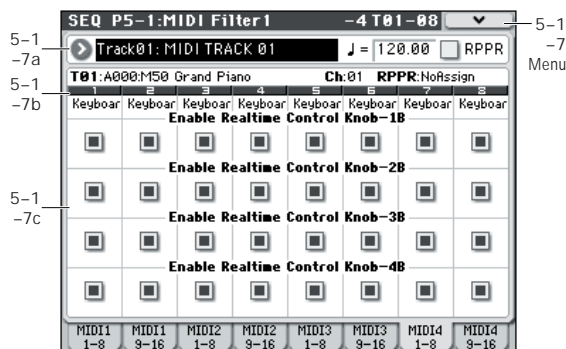 SEQ P5-1:MIDI Filter1 -4 T01-08
5-1
-7
Menu
5-1
-7a
Track01: MIDI TRACK 01 ♩= 120.00 RPPR
5-1
-7b
T01:A000:M50 Grand Piano Ch:01 RPPR:NoAssign
1 2 3 4 5 6 7 8
Keyboar Keyboar Keyboar Keyboar Keyboar Keyboar Keyboar Keyboar
Enable Realtime Control Knob-1B
Enable Realtime Control Knob-2B
5-1
-7c
Enable Realtime Control Knob-3B
Enable Realtime Control Knob-4B
MIDI1 MIDI1 MIDI2 MIDI2 MIDI3 MIDI3 MIDI4 MIDI4
1-8 9-16 1-8 9-16 1-8 9-16 1-8 9-16